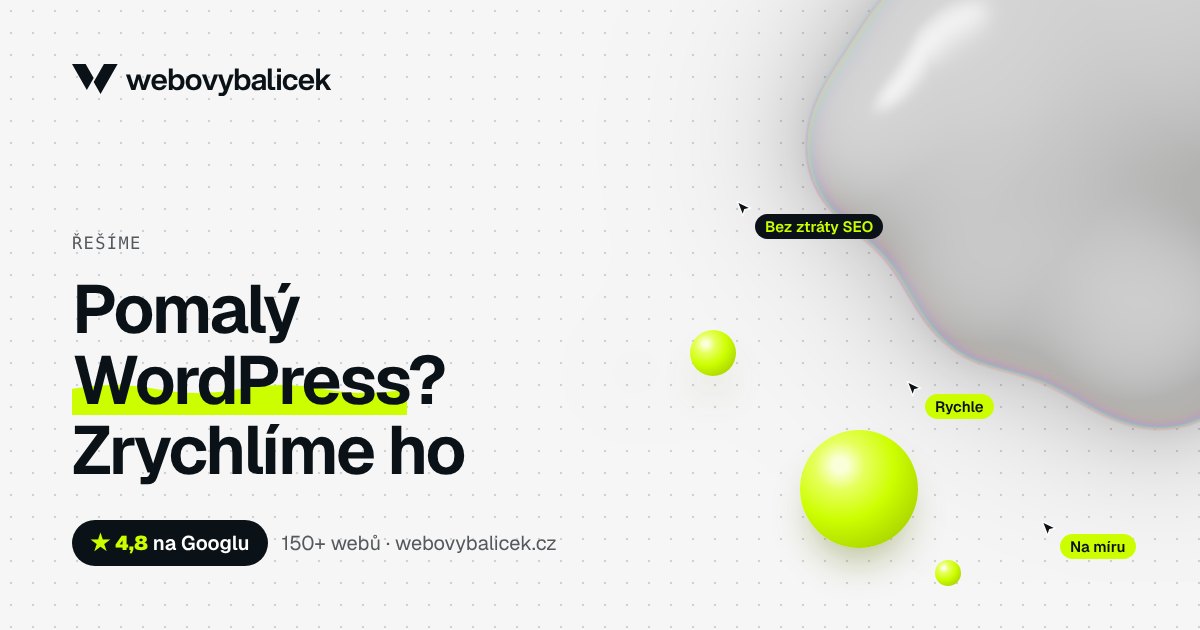 webovybalicek
ŘEŠÍME
Pomalý
WordPress?
Zrychlíme ho
★ 4,8 na Googlu
150+ webů · webovybalicek.cz
Bez ztráty SEO
Rychle
Na míru